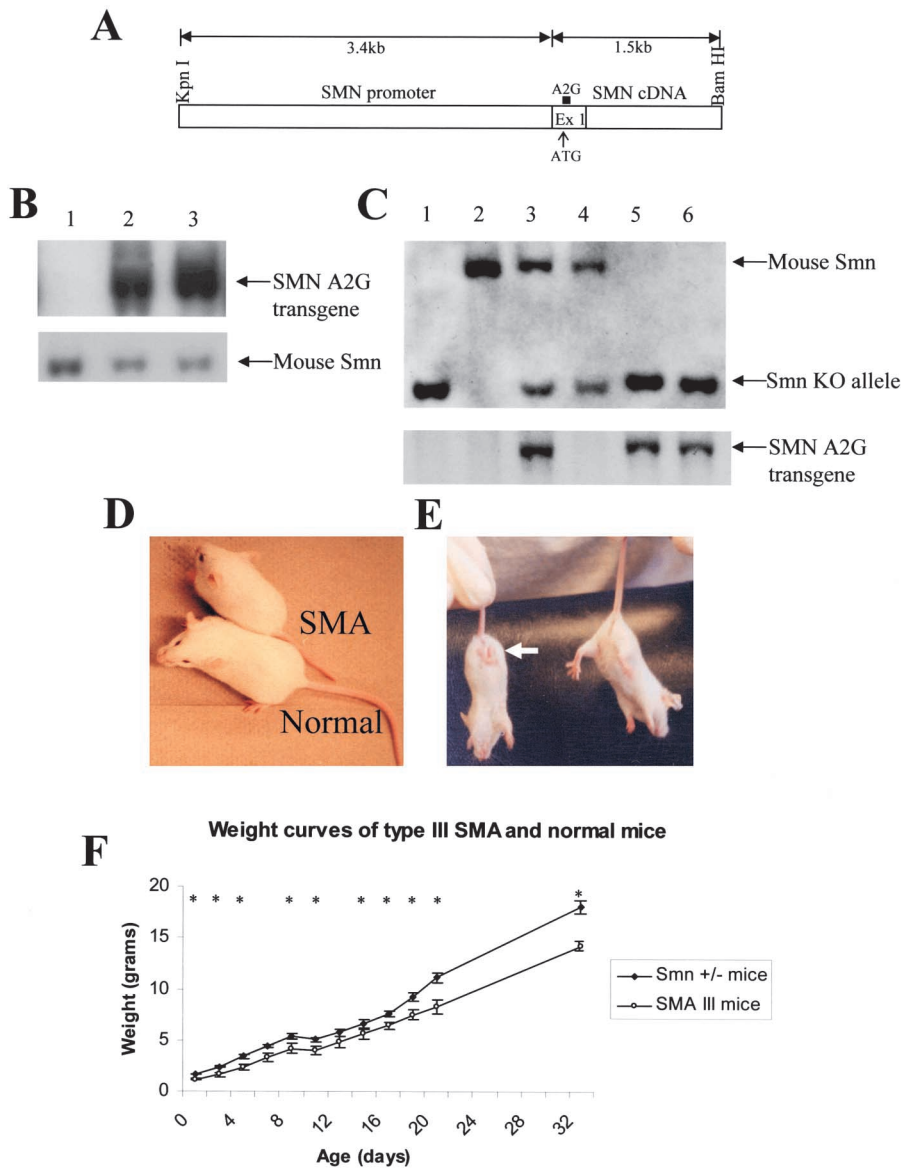 A
3.4kb
1.5kb
Kpn I
SMN promoter
A2G
SMN cDNA
Bam HI
Ex 1
ATG
B
1 2 3
SMN A2G
transgene
Mouse Smn
C
1 2 3 4 5 6
Mouse Smn
Smn KO allele
SMN A2G
transgene
D
SMA
Normal
E
F
Weight curves of type III SMA and normal mice
Weight (grams)
20
15
10
5
0
* * * * * * * * * *
0 4 8 12 16 20 24 28 32
Age (days)
Smn +/- mice
SMA III mice